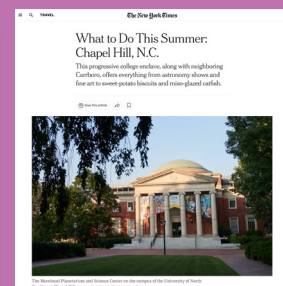 TRAVEL
The New York Times
What to Do This Summer:
Chapel Hill, N.C.
This progressive college enclave, along with neighboring
Carrboro, offers everything from astronomy shows and
fine art to sweet-potato biscuits and miso-glazed catfish.
Share this article
The Morehead Planetarium and Science Center on the campus of the University of North